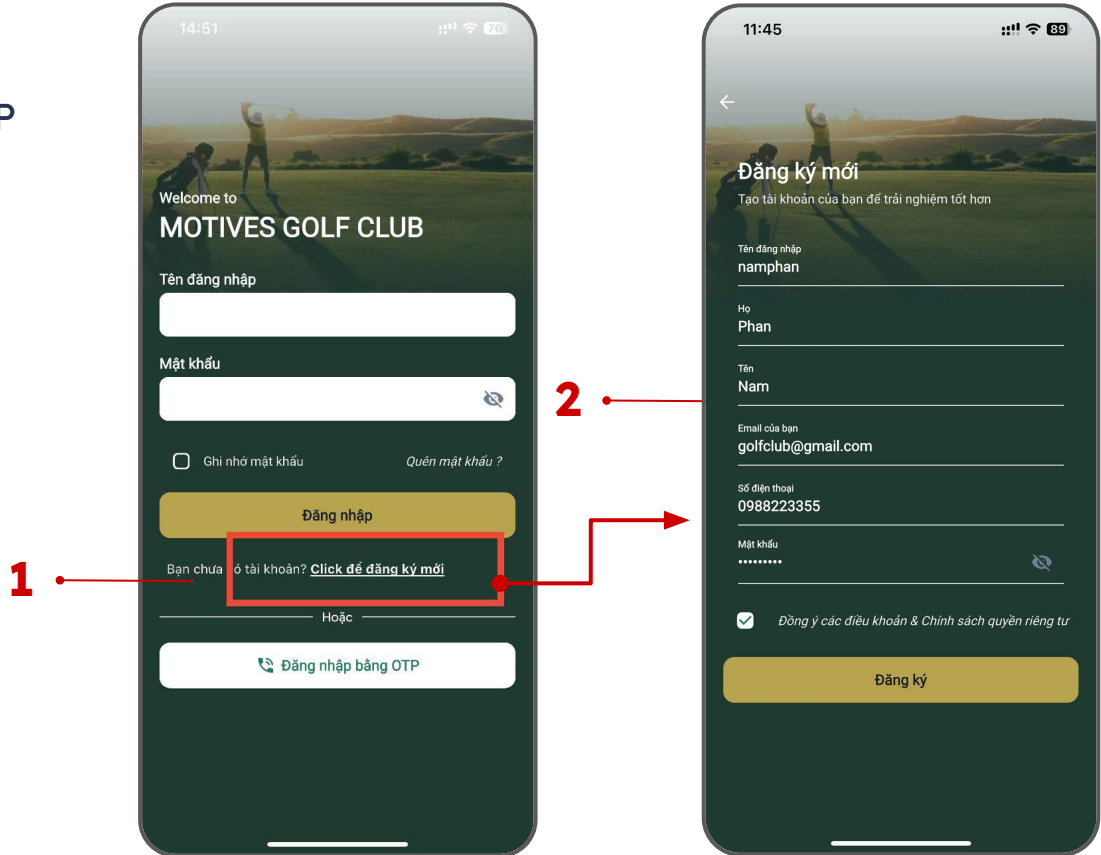 P
14:51
76
Welcome to
MOTIVES GOLF CLUB
Tên đăng nhập
Mật khẩu
Ghi nhớ mật khẩu
Quên mật khẩu ?
Đăng nhập
1
Bạn chưa ó tài khoản? Click để đăng ký mới
Hoặc
Đăng nhập bằng OTP
2
11:45
89
Đăng ký mới
Tạo tài khoản của bạn để trải nghiệm tốt hơn
Tên đăng nhập
namphan
Họ
Phan
Tên
Nam
Email của bạn
golfclub@gmail.com
Số điện thoại
0988223355
Mật khẩu
•••••••••
Đồng ý các điều khoản & Chính sách quyền riêng tư
Đăng ký